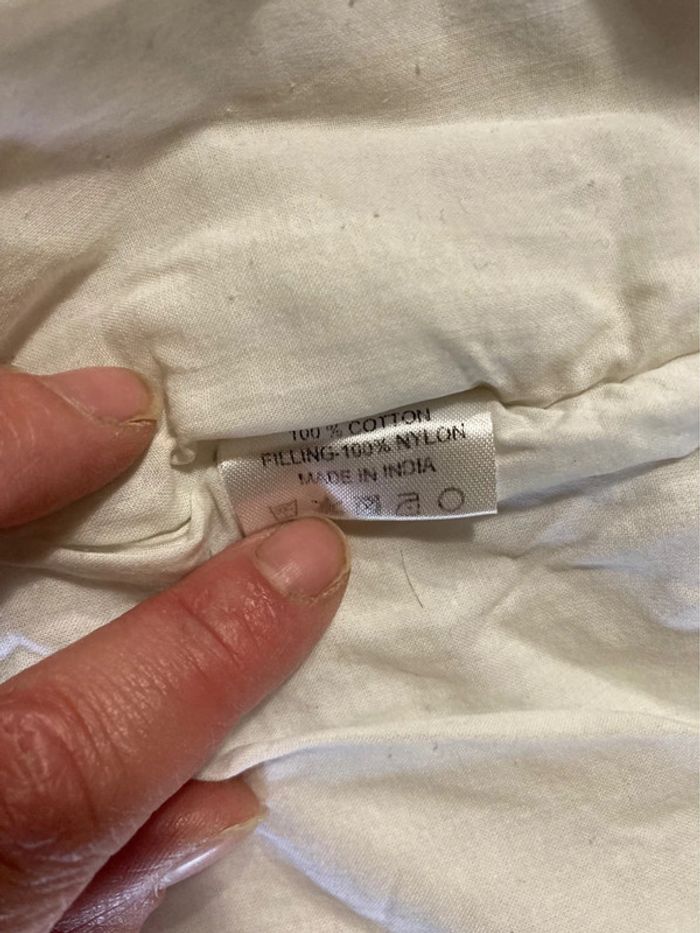 100 % COTTON
FILLING-100% NYLON
MADE IN INDIA